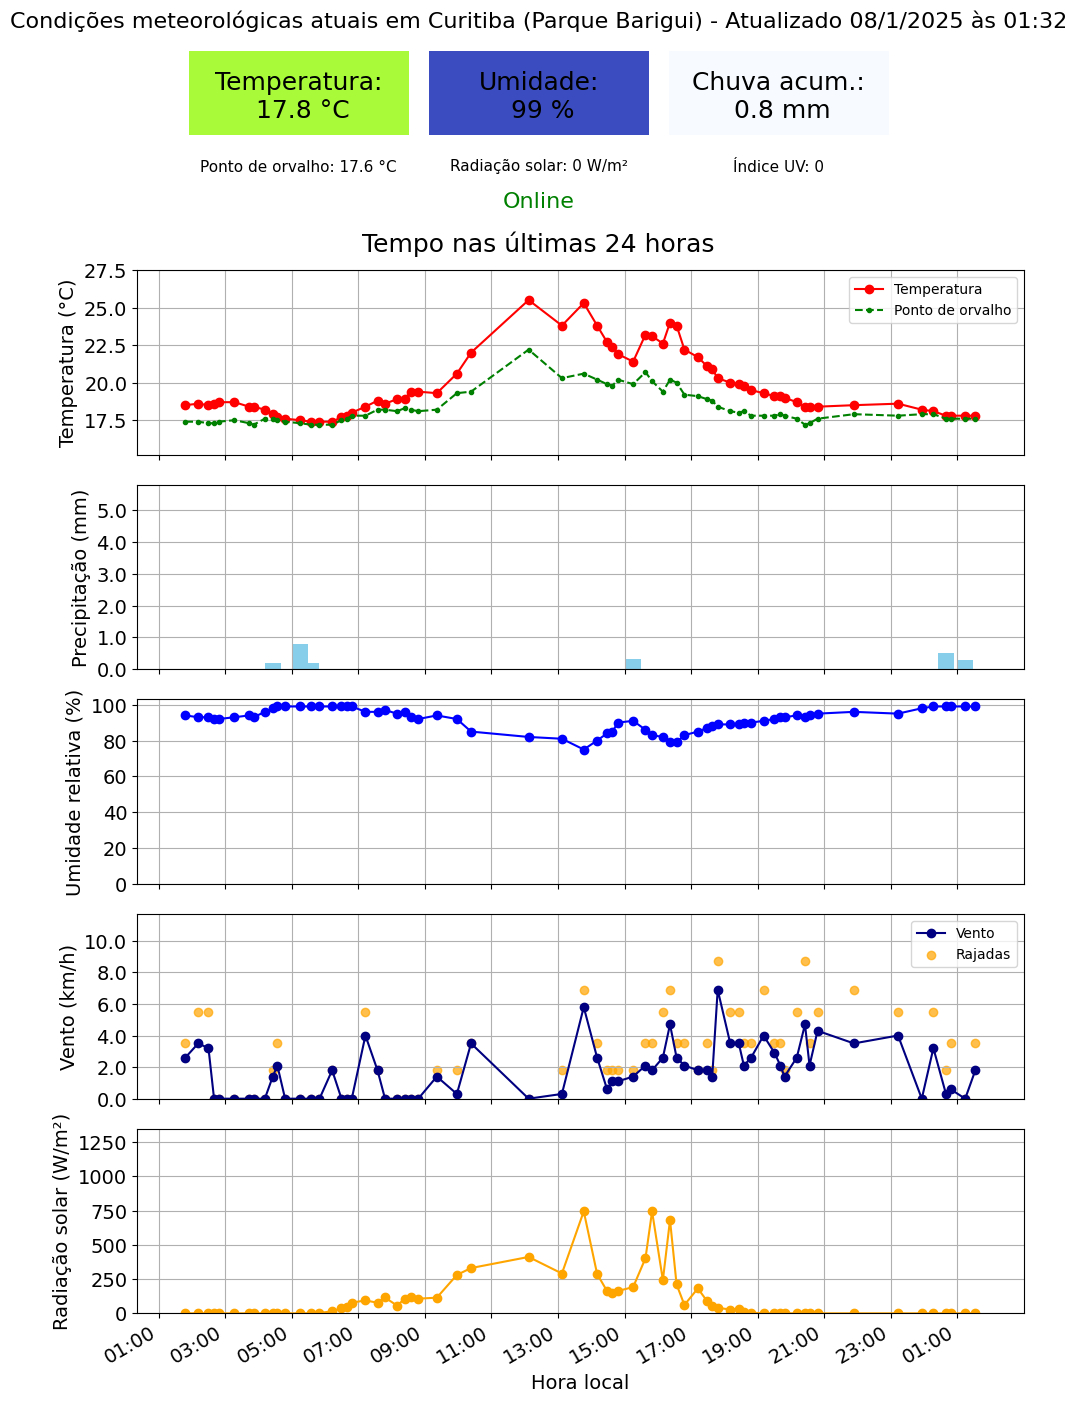 Condições meteorológicas atuais em Curitiba (Parque Barigui) - Atualizado 08/1/2025 às 01:32
Temperatura:
17.8 °C
Umidade:
99 %
Chuva acum.:
0.8 mm
Ponto de orvalho: 17.6 °C
Radiação solar: 0 W/m²
Índice UV: 0
Online
Tempo nas últimas 24 horas
Temperatura (°C)
27.5
25.0
22.5
20.0
17.5
Temperatura
Ponto de orvalho
Precipitação (mm)
5.0
4.0
3.0
2.0
1.0
0.0
Umidade relativa (%)
100
80
60
40
20
0
Vento (km/h)
10.0
8.0
6.0
4.0
2.0
0.0
Vento
Rajadas
Radiação solar (W/m²)
1250
1000
750
500
250
0
01:00
03:00
05:00
07:00
09:00
11:00
13:00
15:00
17:00
19:00
21:00
23:00
01:00
Hora local